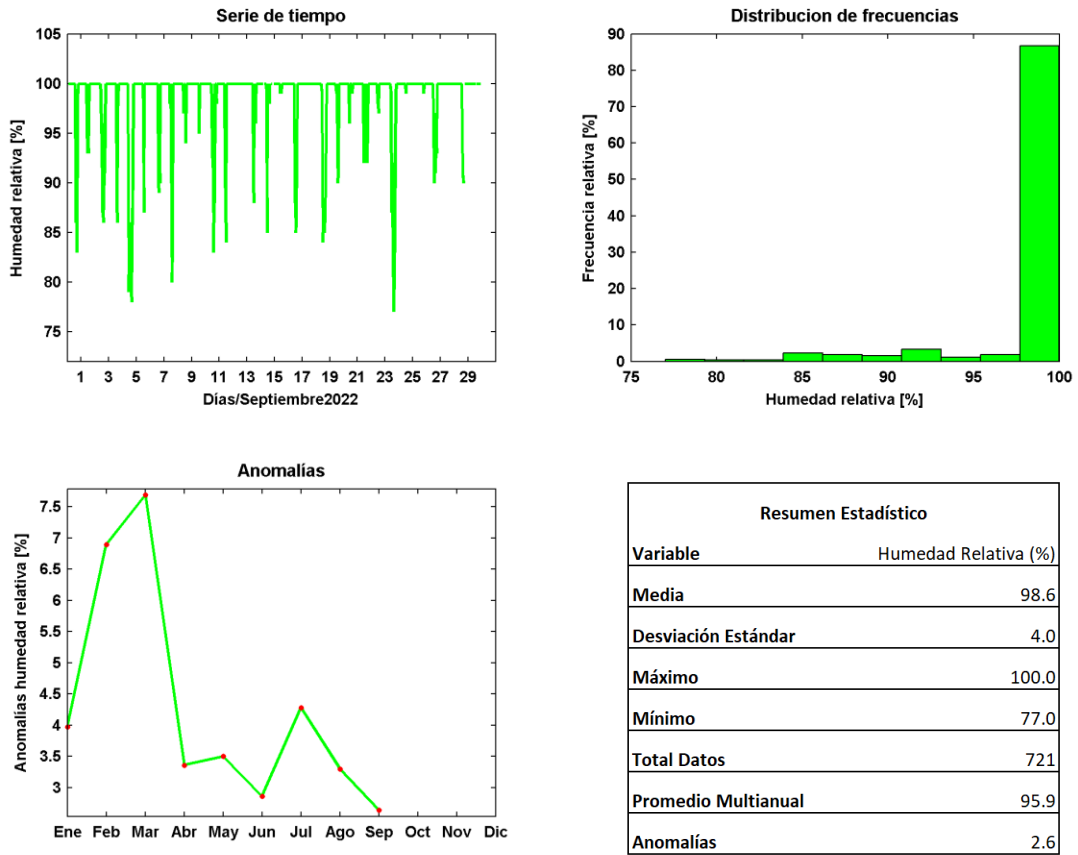 Serie de tiempo
105
100
95
90
85
80
75
Humedad relativa [%]
1 3 5 7 9 11 13 15 17 19 21 23 25 27 29
Días/Septiembre2022
Distribucion de frecuencias
90
80
70
60
50
40
30
20
10
0
Frecuencia relativa [%]
75 80 85 90 95 100
Humedad relativa [%]
Anomalías
7.5
7
6.5
6
5.5
5
4.5
4
3.5
3
Anomalias humedad relativa [%]
Ene Feb Mar Abr May Jun Jul Ago Sep Oct Nov Dic
Resumen Estadístico
Variable Humedad Relativa (%)
Media 98.6
Desviación Estándar 4.0
Máximo 100.0
Mínimo 77.0
Total Datos 721
Promedio Multianual 95.9
Anomalías 2.6